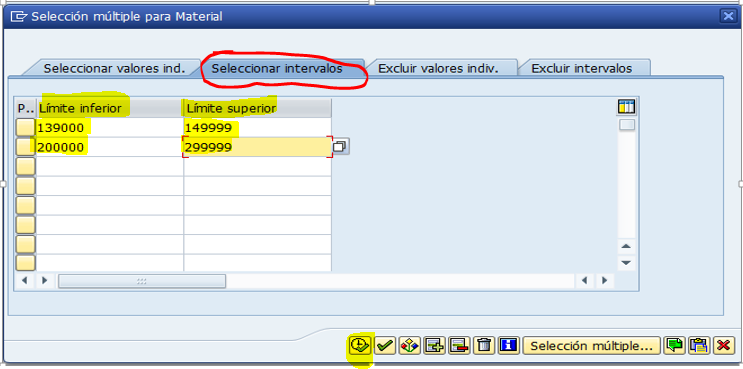 Selección múltiple para Material
Seleccionar valores ind. Seleccionar intervalos Excluir valores indiv. Excluir intervalos
P.. Límite inferior Límite superior
139000 149999
200000 299999
Selección múltiple...